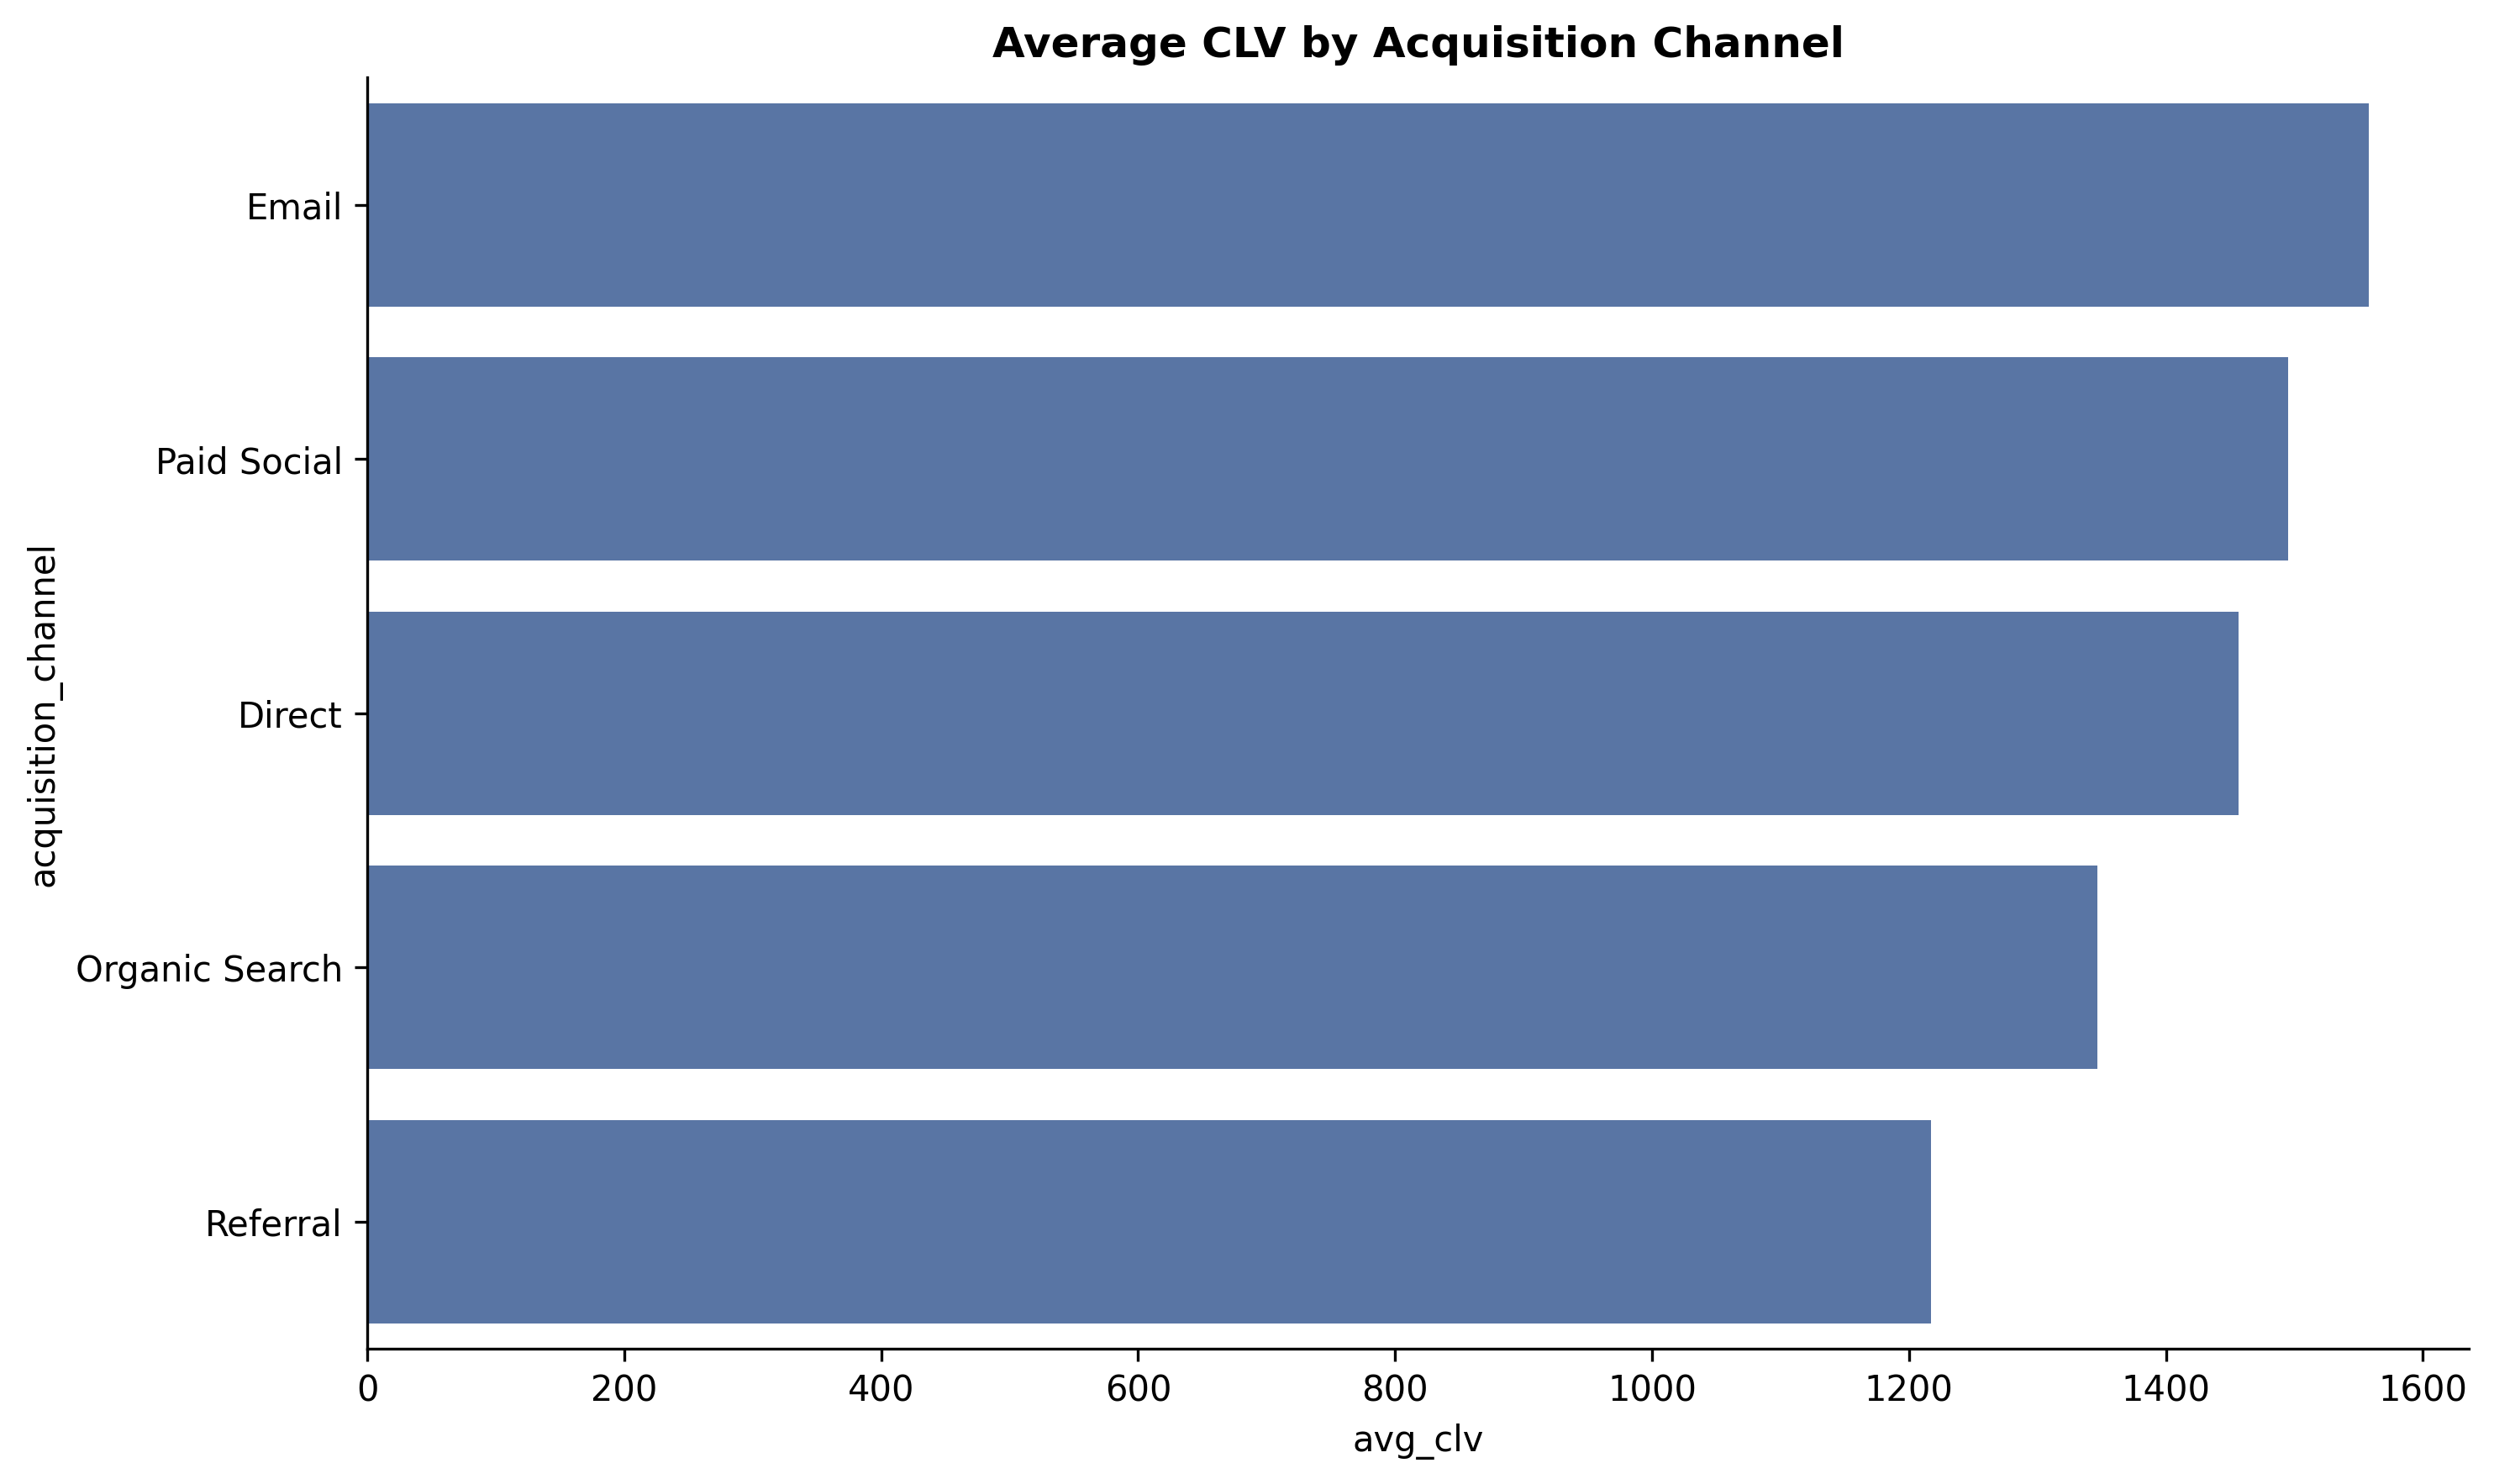 Average CLV by Acquisition Channel
acquisition_channel
Email
Paid Social
Direct
Organic Search
Referral
0 200 400 600 800 1000 1200 1400 1600
avg_clv